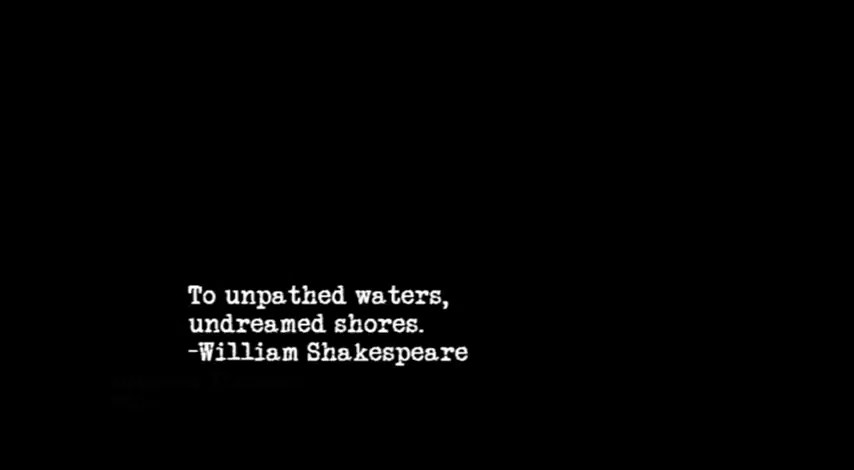 To unpathed waters,
undreamed shores.
-William Shakespeare